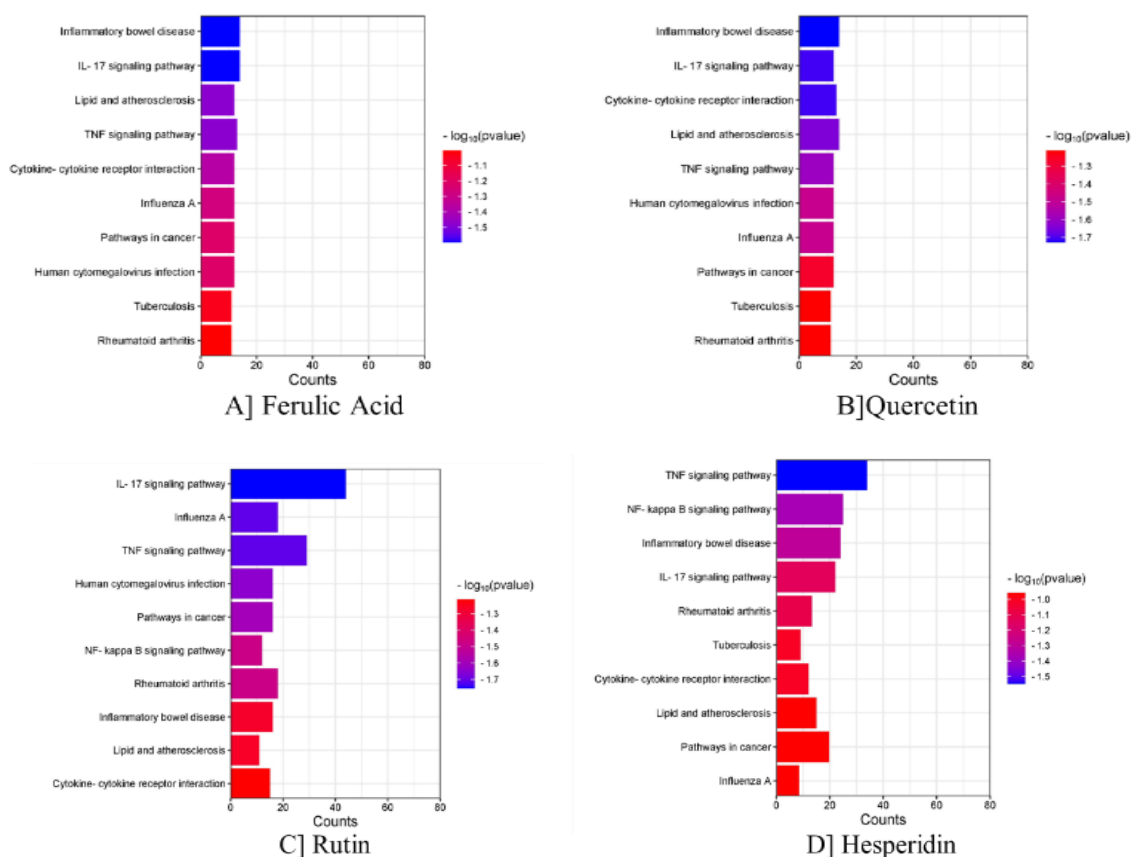 Inflammatory bowel disease
IL- 17 signaling pathway
Lipid and atherosclerosis
TNF signaling pathway
Cytokine- cytokine receptor interaction
Influenza A
Pathways in cancer
Human cytomegalovirus infection
Tuberculosis
Rheumatoid arthritis
0 20 40 60 80
Counts
- log10(pvalue)
- 1.1
- 1.2
- 1.3
- 1.4
- 1.5
A] Ferulic Acid
Inflammatory bowel disease
IL- 17 signaling pathway
Cytokine- cytokine receptor interaction
Lipid and atherosclerosis
TNF signaling pathway
Human cytomegalovirus infection
Influenza A
Pathways in cancer
Tuberculosis
Rheumatoid arthritis
0 20 40 60 80
Counts
- log10(pvalue)
- 1.3
- 1.4
- 1.5
- 1.6
- 1.7
B]Quercetin
IL- 17 signaling pathway
Influenza A
TNF signaling pathway
Human cytomegalovirus infection
Pathways in cancer
NF- kappa B signaling pathway
Rheumatoid arthritis
Inflammatory bowel disease
Lipid and atherosclerosis
Cytokine- cytokine receptor interaction
0 20 40 60 80
Counts
- log10(pvalue)
- 1.3
- 1.4
- 1.5
- 1.6
- 1.7
C] Rutin
TNF signaling pathway
NF- kappa B signaling pathway
Inflammatory bowel disease
IL- 17 signaling pathway
Rheumatoid arthritis
Tuberculosis
Cytokine- cytokine receptor interaction
Lipid and atherosclerosis
Pathways in cancer
Influenza A
0 20 40 60 80
Counts
- log10(pvalue)
- 1.0
- 1.1
- 1.2
- 1.3
- 1.4
- 1.5
D] Hesperidin